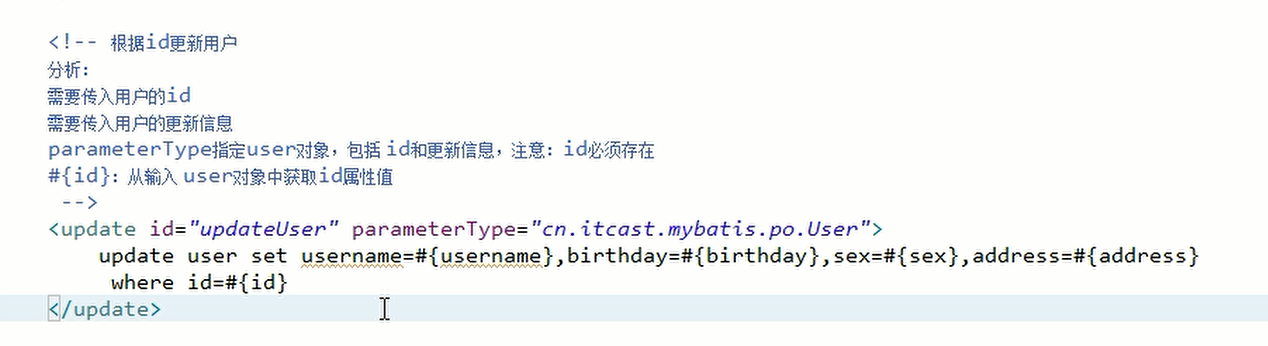 <!-- 根据id更新用户
分析：
需要传入用户的id
需要传入用户的更新信息
parameterType指定user对象，包括 id和更新信息，注意：id必须存在
#{id}：从输入 user对象中获取id属性值
-->
<update id="updateUser" parameterType="cn.itcast.mybatis.po.User">
update user set username=#{username},birthday=#{birthday},sex=#{sex},address=#{address}
where id=#{id}
</update>